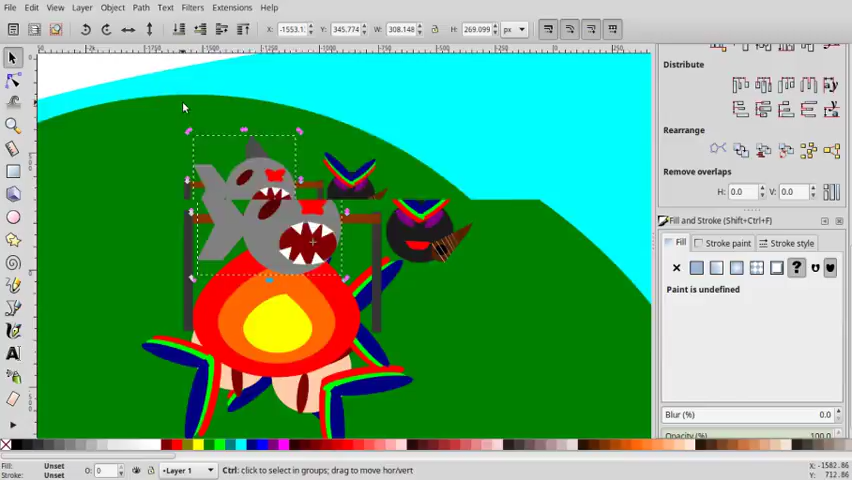 File Edit View Layer Object Path Text Filters Extensions Help
X: -1553.1 Y: 345.774 W: 308.148 H: 269.099 px
Distribute
Rearrange
Remove overlaps
H: 0.0 V: 0.0
Fill and Stroke (Shift+Ctrl+F)
Fill Stroke paint Stroke style
Paint is undefined
Blur (%) 0.0
Opacity (%) 100.0
Fill: Unset
Stroke: Unset
O: 0
Layer 1
Ctrl: click to select in groups; drag to move hor/vert
X: -1582.86
Y: 712.86